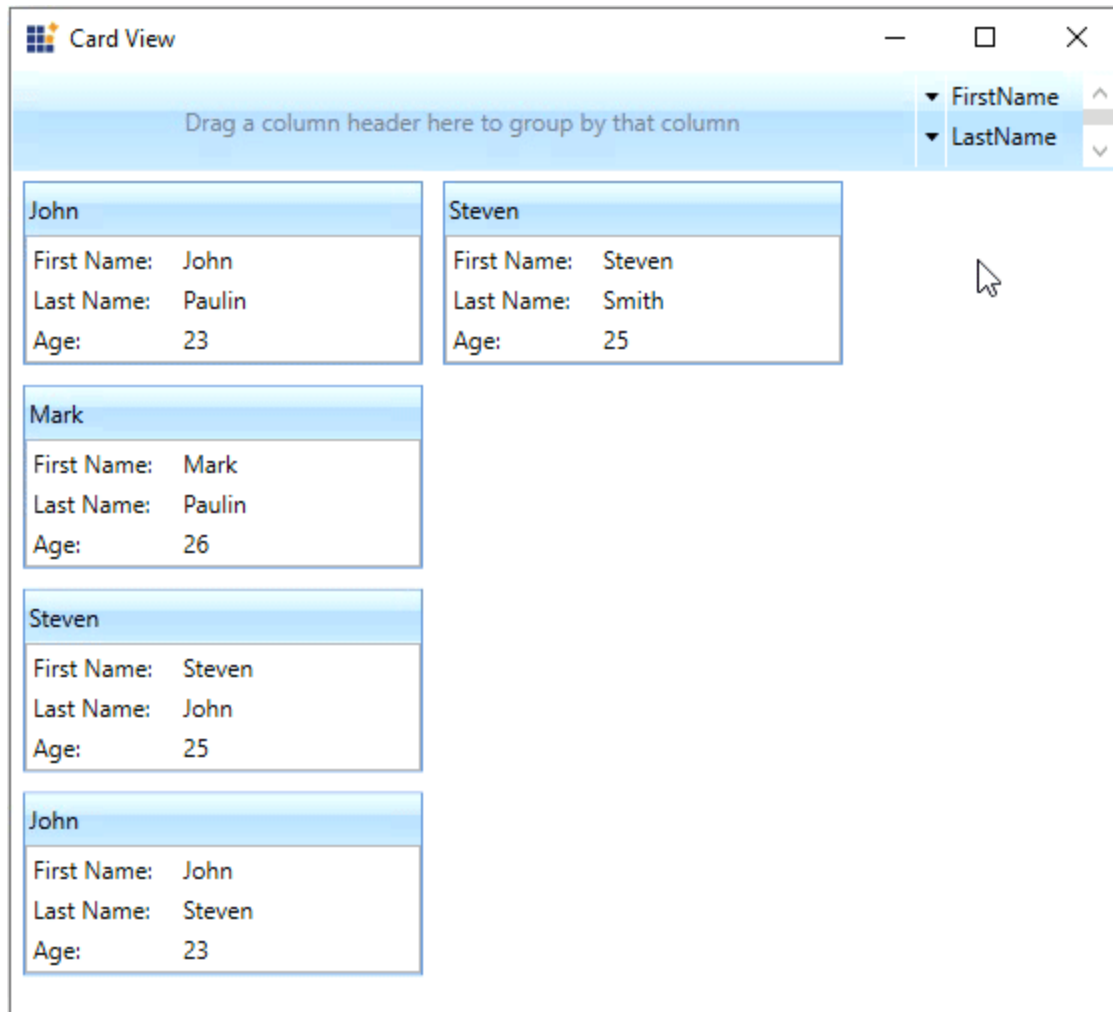 Card View
Drag a column header here to group by that column
FirstName
LastName
John
First Name: John
Last Name: Paulin
Age: 23
Steven
First Name: Steven
Last Name: Smith
Age: 25
Mark
First Name: Mark
Last Name: Paulin
Age: 26
Steven
First Name: Steven
Last Name: John
Age: 25
John
First Name: John
Last Name: Steven
Age: 23